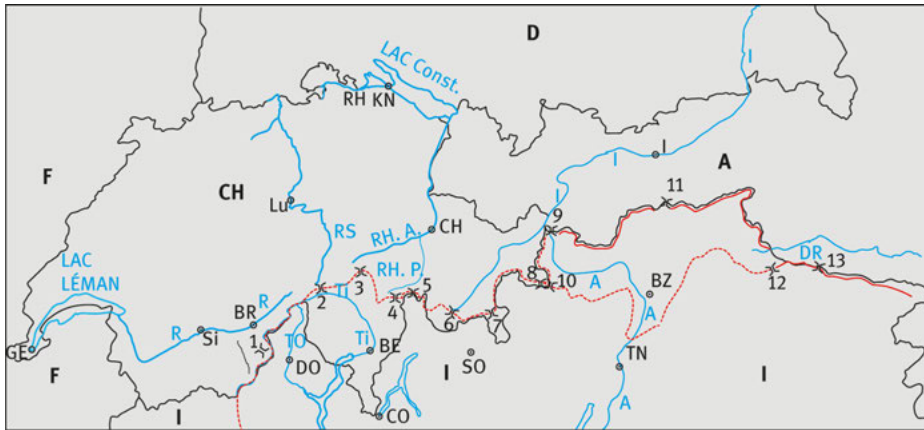 D
LAC Const.
I
RH KN
F
CH
I
I
A
Lu
RS
RH. A.
CH
I
9
11
LAC
LÉMAN
RH. P.
3
2
Ti
4
5
8
10
BZ
A
DR
12
13
R
R
BR
Si
1
TO
DO
Ti
BE
6
7
SO
A
GE
F
I
CO
I
TN
A
I